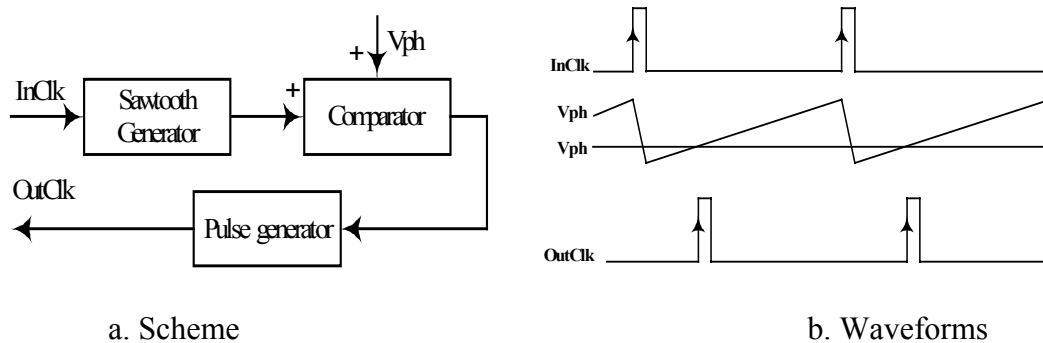 Vph
+
InClk
+
Sawtooth
Generator
Comparator
OutClk
Pulse generator
a. Scheme
InClk
Vph
Vph
OutClk
b. Waveforms